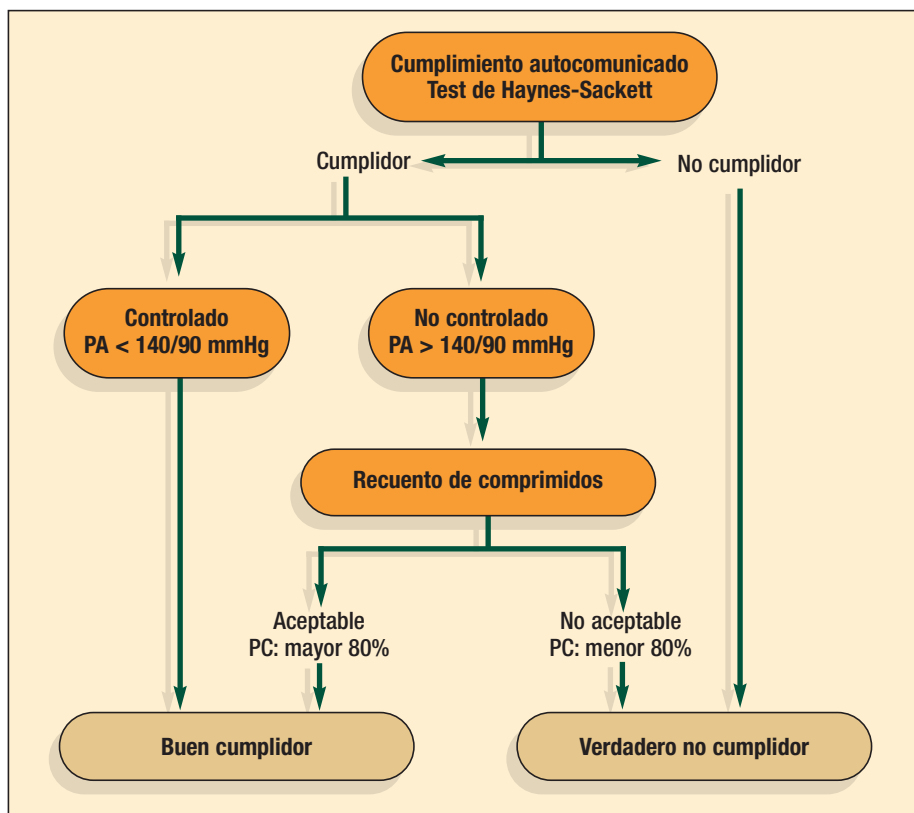 Cumplimiento autocomunicado
Test de Haynes-Sackett
Cumplidor
No cumplidor
Controlado
PA < 140/90 mmHg
No controlado
PA > 140/90 mmHg
Recuento de comprimidos
Aceptable
PC: mayor 80%
No aceptable
PC: menor 80%
Buen cumplidor
Verdadero no cumplidor